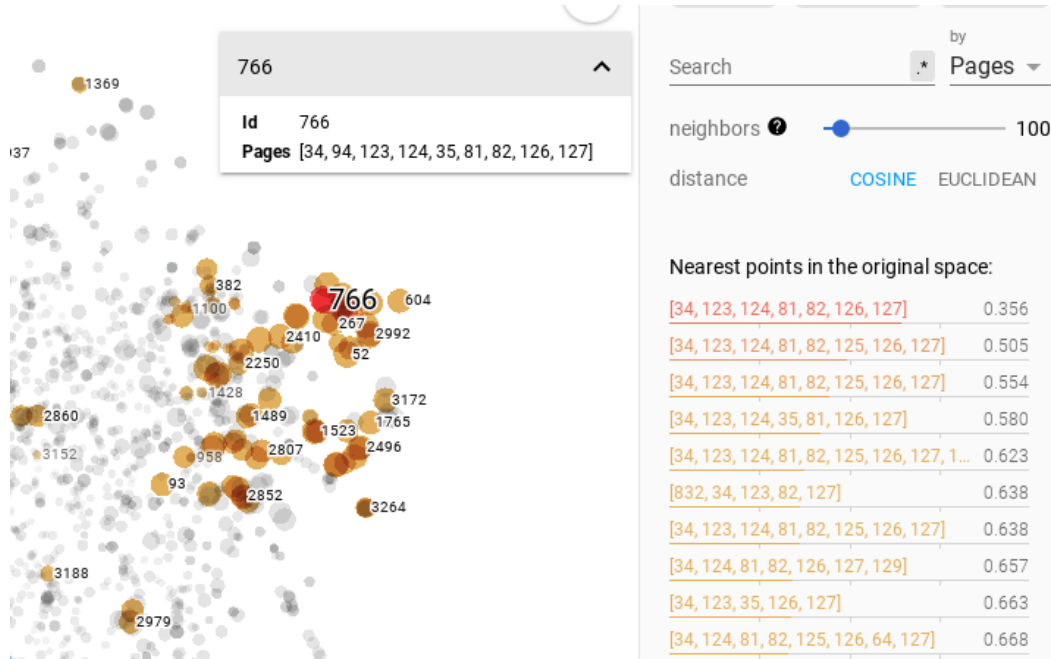 766
Id 766
Pages [34, 94, 123, 124, 35, 81, 82, 126, 127]
1369
37
382
1100
766
604
267
2992
2410
52
2250
1428
3172
1489
1765
2860
1523
2496
2807
3152
958
93
2852
3264
3188
2979
by
Search .* Pages
neighbors ? 100
distance COSINE EUCLIDEAN
Nearest points in the original space:
[34, 123, 124, 81, 82, 126, 127] 0.356
[34, 123, 124, 81, 82, 125, 126, 127] 0.505
[34, 123, 124, 81, 82, 125, 126, 127] 0.554
[34, 123, 124, 35, 81, 126, 127] 0.580
[34, 123, 124, 81, 82, 125, 126, 127, 1... 0.623
[832, 34, 123, 82, 127] 0.638
[34, 123, 124, 81, 82, 125, 126, 127] 0.638
[34, 124, 81, 82, 126, 127, 129] 0.657
[34, 123, 35, 126, 127] 0.663
[34, 124, 81, 82, 125, 126, 64, 127] 0.668